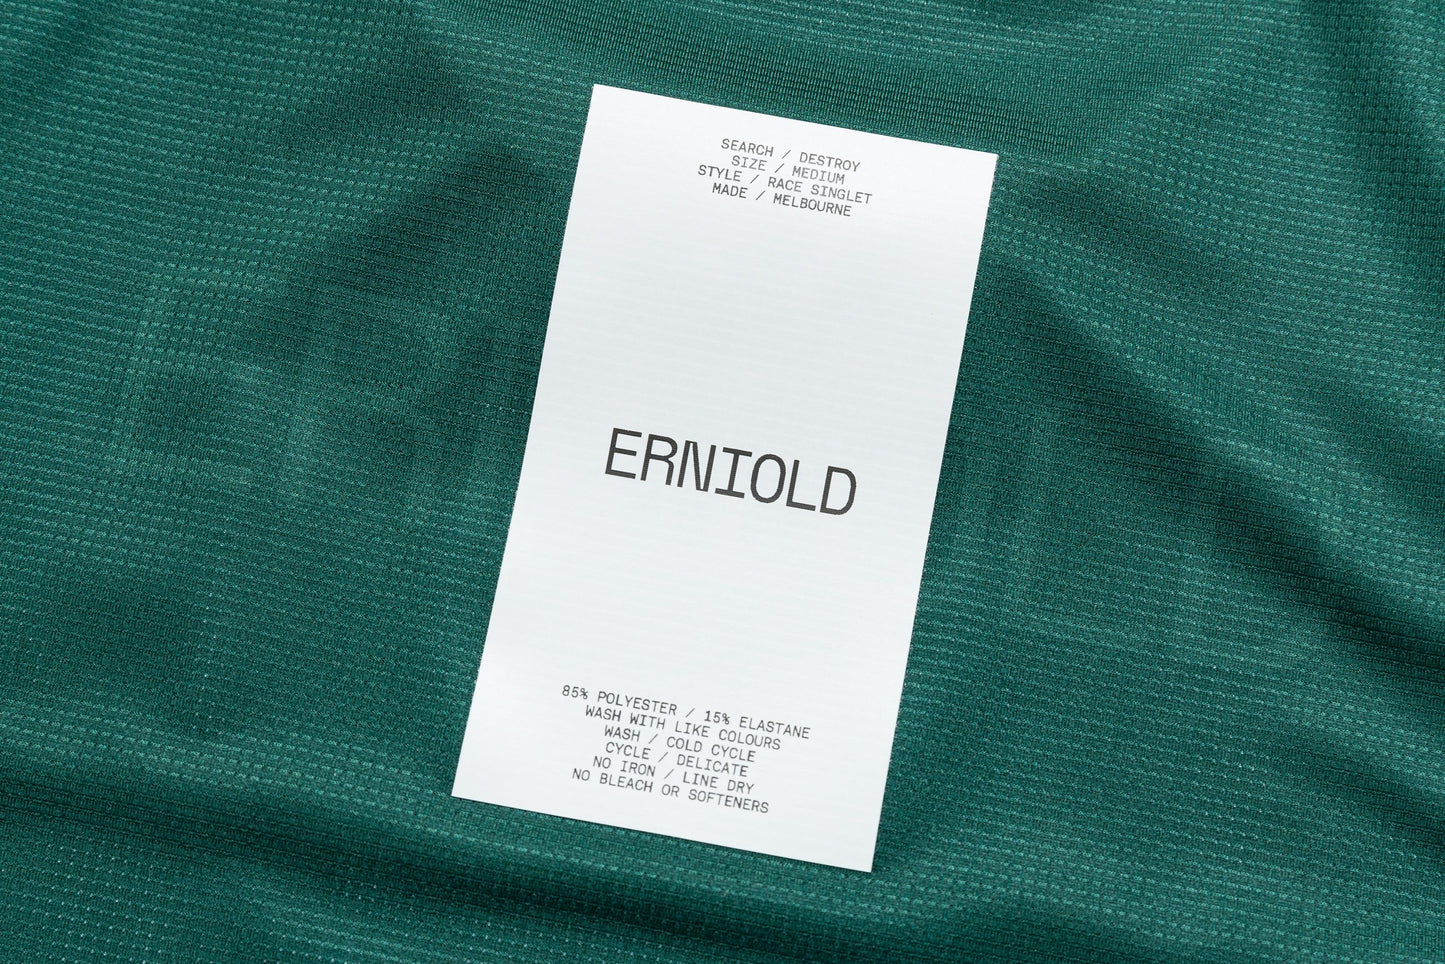 SEARCH / DESTROY
SIZE / MEDIUM
STYLE / RACE SINGLET
MADE / MELBOURNE
ERNIOLD
85% POLYESTER / 15% ELASTANE
WASH WITH LIKE COLOURS
WASH / COLD CYCLE
CYCLE / DELICATE
NO IRON / LINE DRY
NO BLEACH OR SOFTENERS